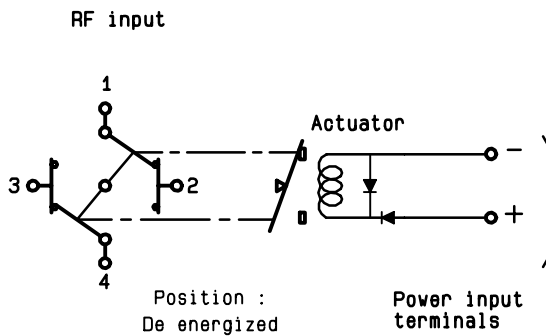 RF input
1
Actuator
-
3
2
+
4
Position :
De energized
Power input
terminals